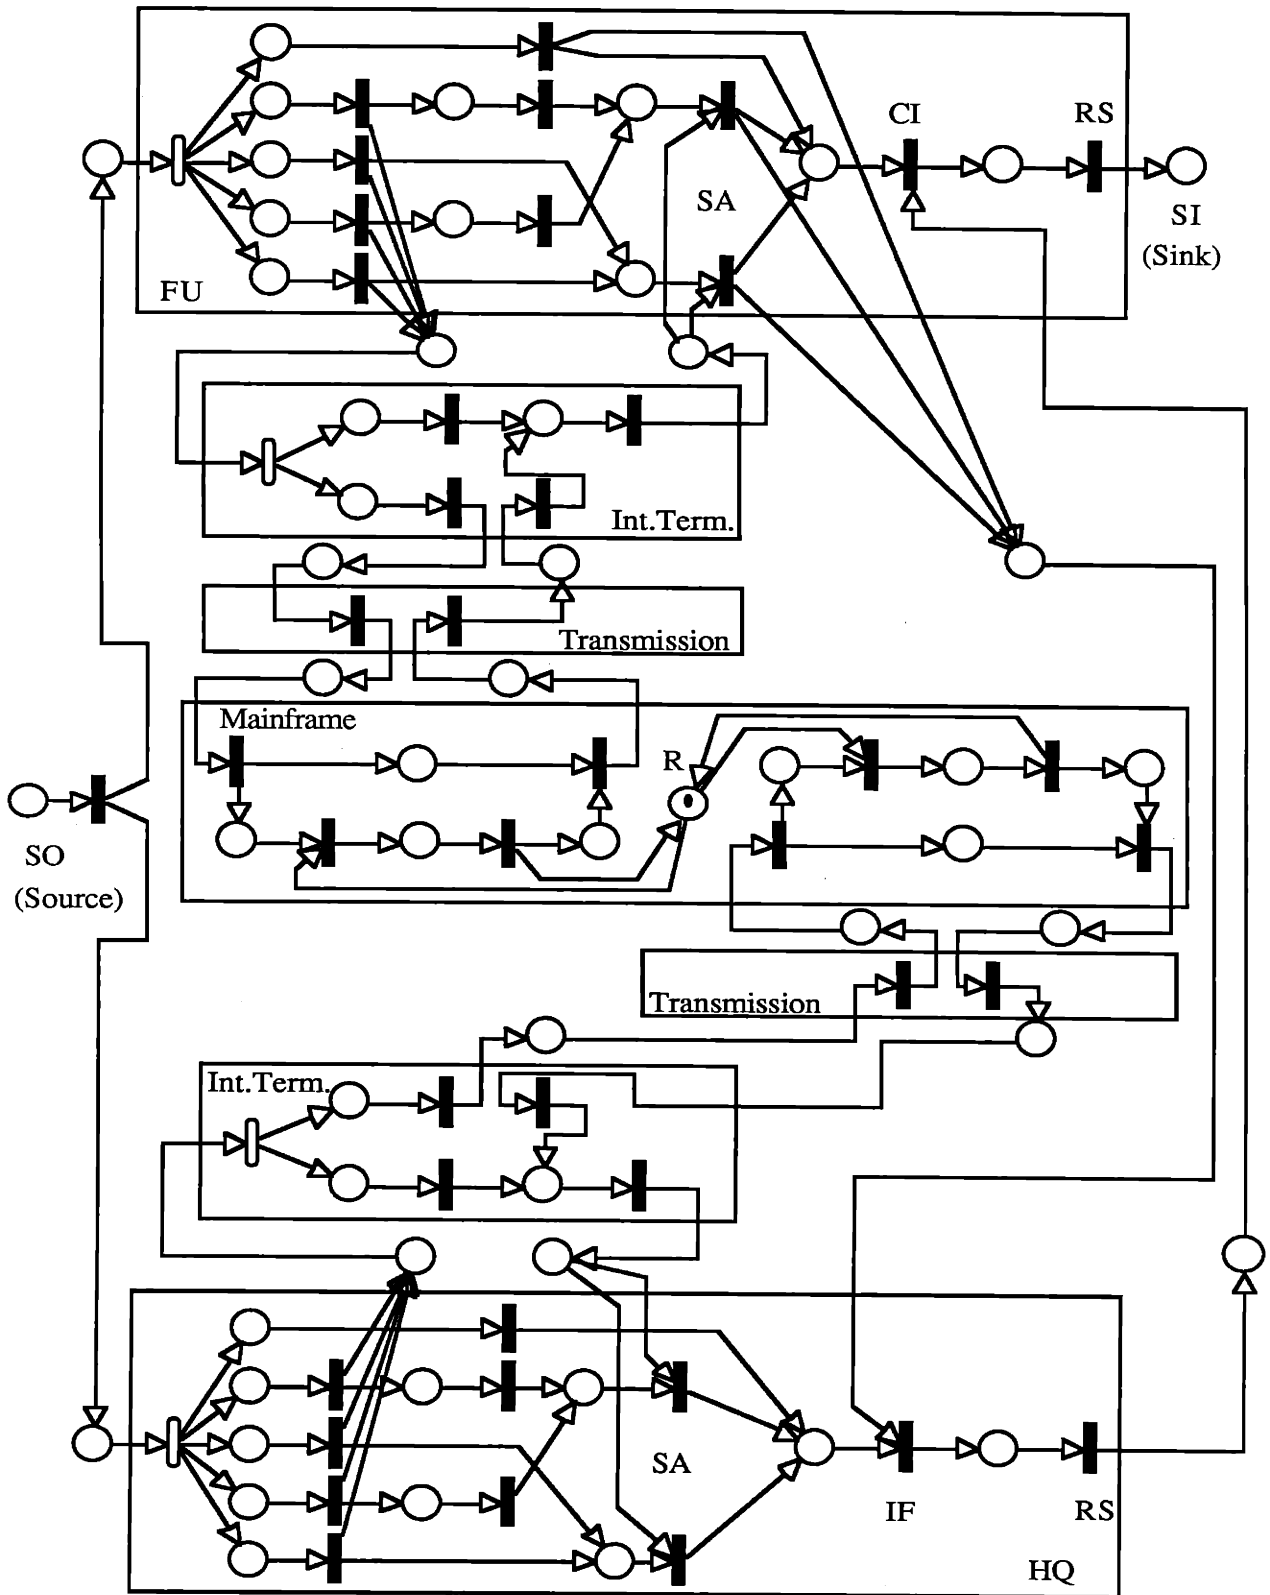 CI
RS
SA
SI
(Sink)
FU
Int.Term.
Transmission
Mainframe
R
SO
(Source)
Transmission
Int.Term.
SA
IF
RS
HQ